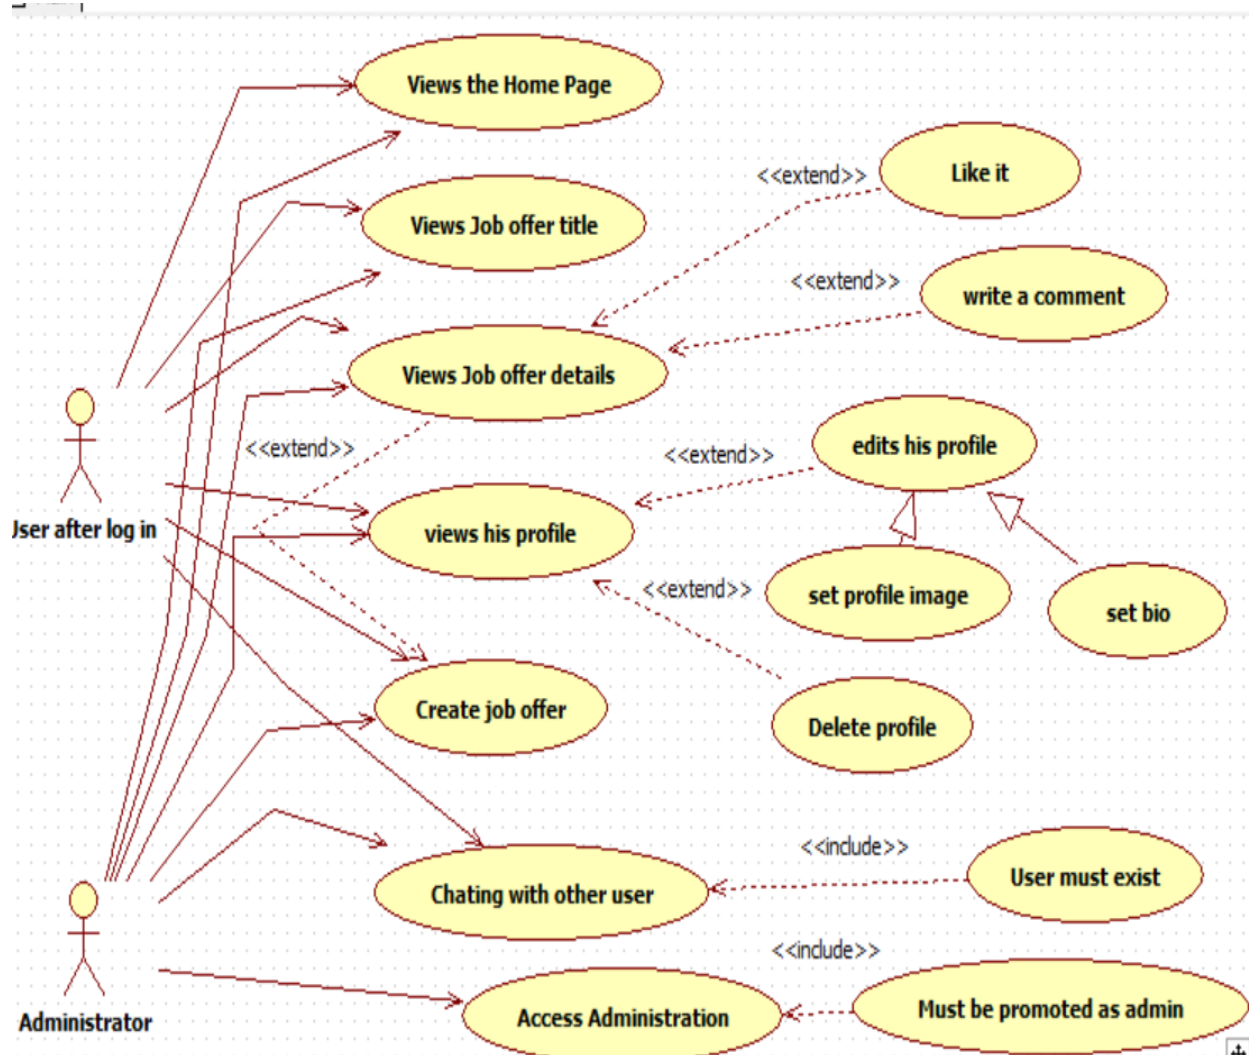 Views the Home Page
<<extend>>
Like it
Views Job offer title
<<extend>>
write a comment
Views Job offer details
<<extend>>
<<extend>>
edits his profile
User after log in
views his profile
<<extend>>
set profile image
set bio
Create job offer
Delete profile
<<include>>
Chating with other user
User must exist
<<include>>
Administrator
Access Administration
Must be promoted as admin